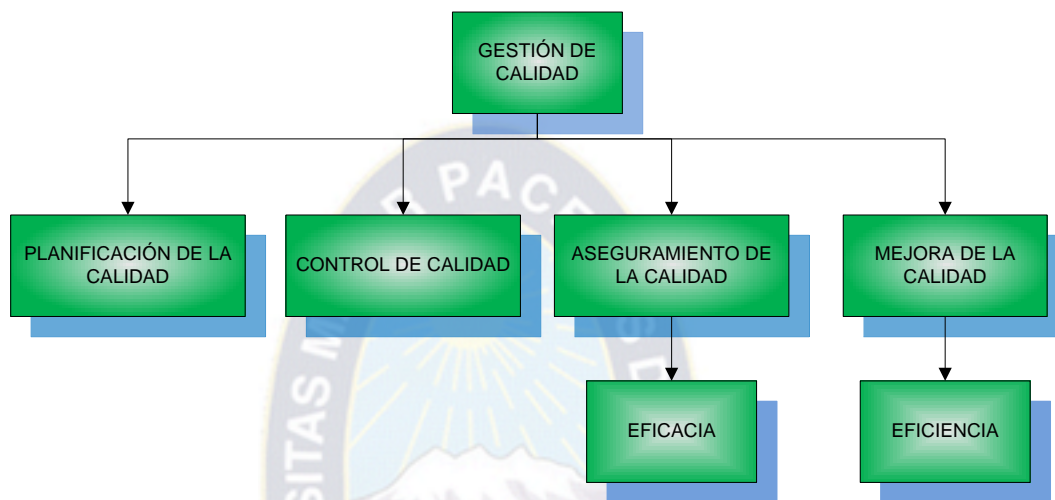 GESTIÓN DE
CALIDAD
PLANIFICACIÓN DE LA
CALIDAD
CONTROL DE CALIDAD
ASEGURAMIENTO DE
LA CALIDAD
MEJORA DE LA
CALIDAD
EFICACIA
EFICIENCIA